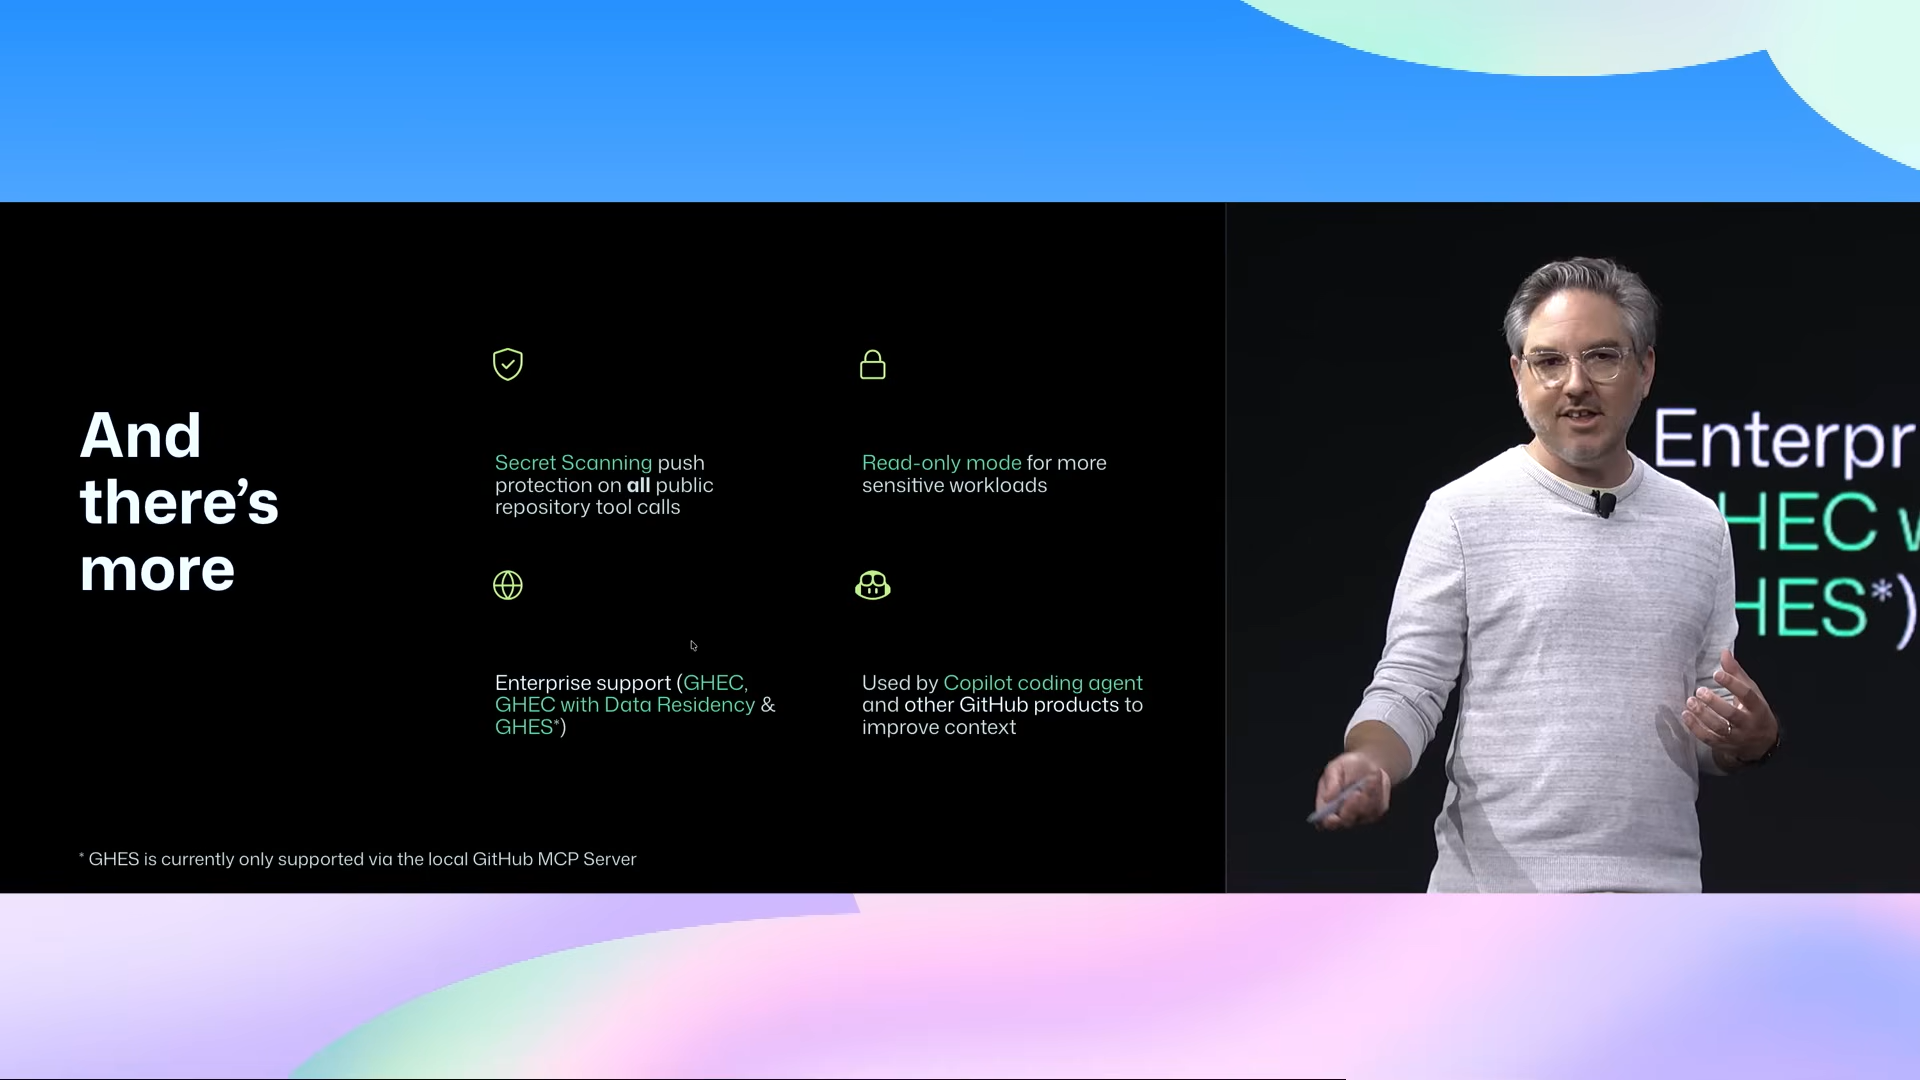 And
there’s
more
Secret Scanning push
protection on all public
repository tool calls
Read-only mode for more
sensitive workloads
Enterprise support (GHEC,
GHEC with Data Residency &
GHES*)
Used by Copilot coding agent
and other GitHub products to
improve context
* GHES is currently only supported via the local GitHub MCP Server
Enterpr
HEC w
HES*)